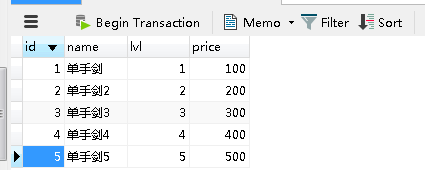 Begin Transaction Memo Filter Sort
id name lvl price
1 单手剑 1 100
2 单手剑2 2 200
3 单手剑3 3 300
4 单手剑4 4 400
5 单手剑5 5 500